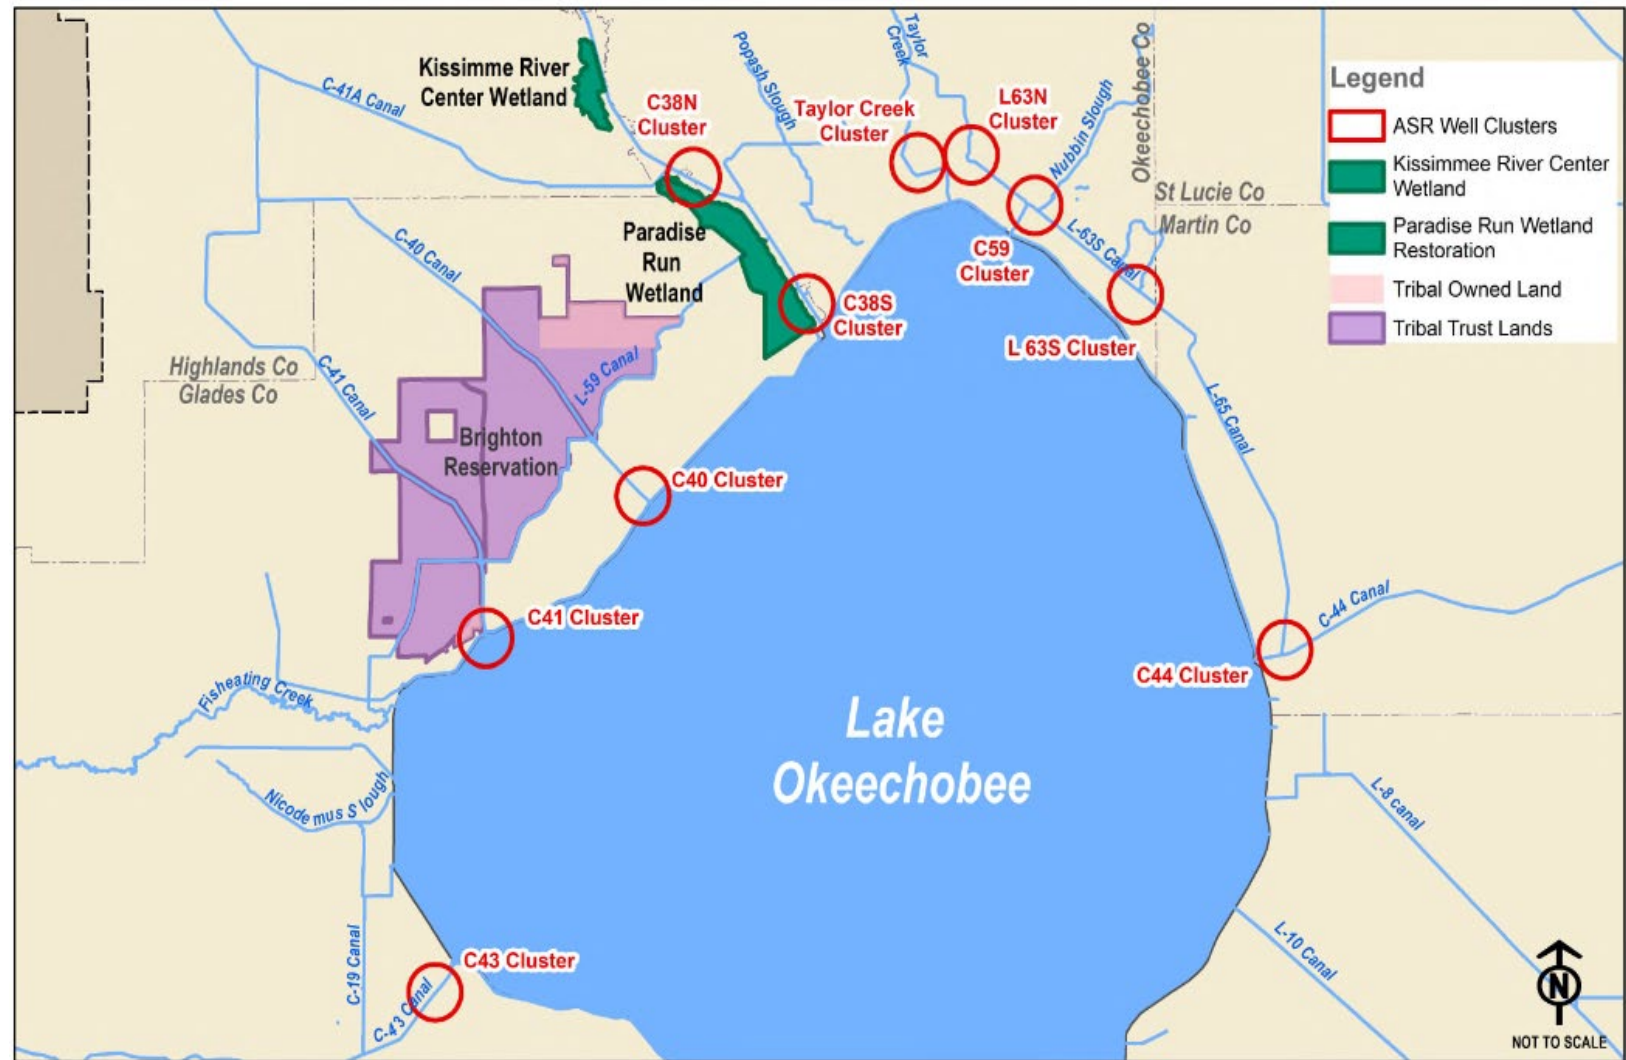 Kissimme River
Center Wetland
C-41A Canal
C38N
Cluster
Popash Slough
Taylor
Creek
Taylor Creek
Cluster
L63N
Cluster
Nubbin Slough
Okeechobee Co
St Lucie Co
Martin Co
Legend
ASR Well Clusters
Kissimmee River Center
Wetland
Paradise Run Wetland
Restoration
Tribal Owned Land
Tribal Trust Lands
C-40 Canal
Paradise
Run
Wetland
C38S
Cluster
C59
Cluster
L-63S Canal
L 63S Cluster
Highlands Co
Glades Co
C-41 Canal
L-59 Canal
L-65 Canal
Brighton
Reservation
C40 Cluster
C41 Cluster
C-44 Canal
C44 Cluster
Fisheating Creek
Lake
Okeechobee
Nicode mus S lough
L-8 canal
C-19 Canal
C43 Cluster
C-43 Canal
L-10 Canal
N
NOT TO SCALE